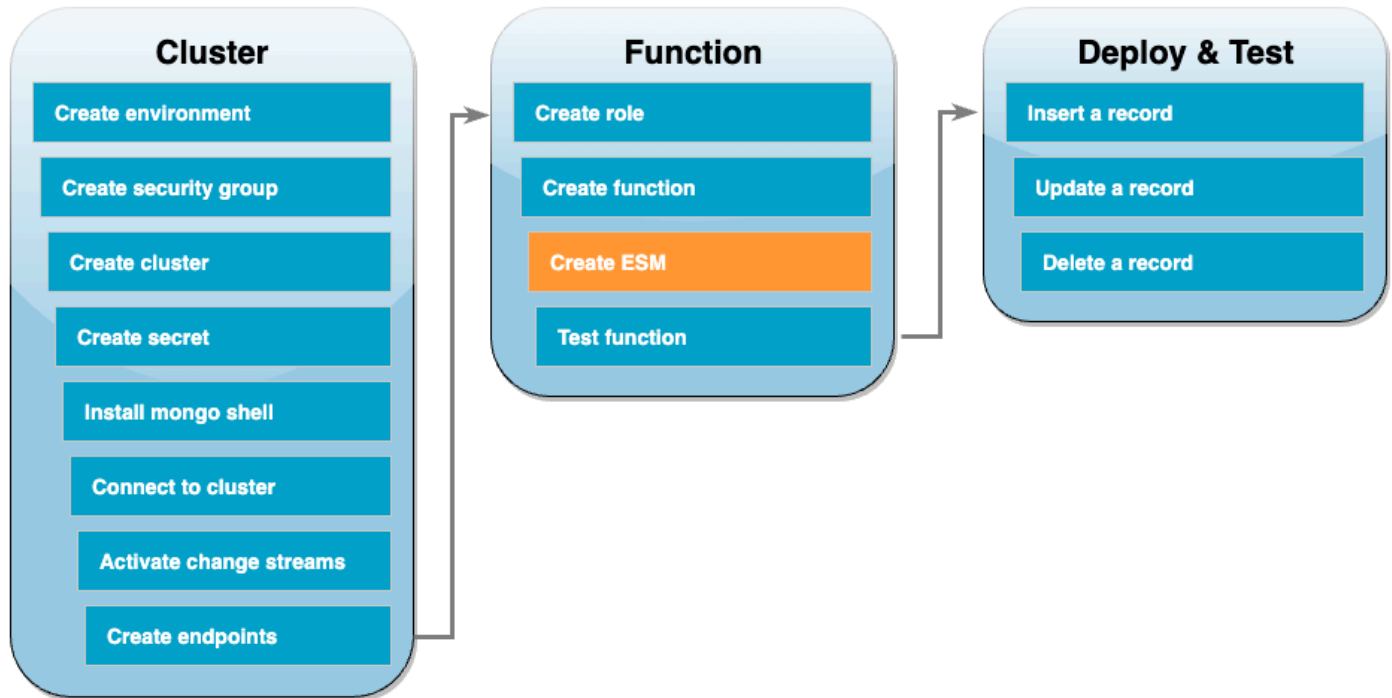 Cluster
Create environment
Create security group
Create cluster
Create secret
Install mongo shell
Connect to cluster
Activate change streams
Create endpoints
Function
Create role
Create function
Create ESM
Test function
Deploy & Test
Insert a record
Update a record
Delete a record